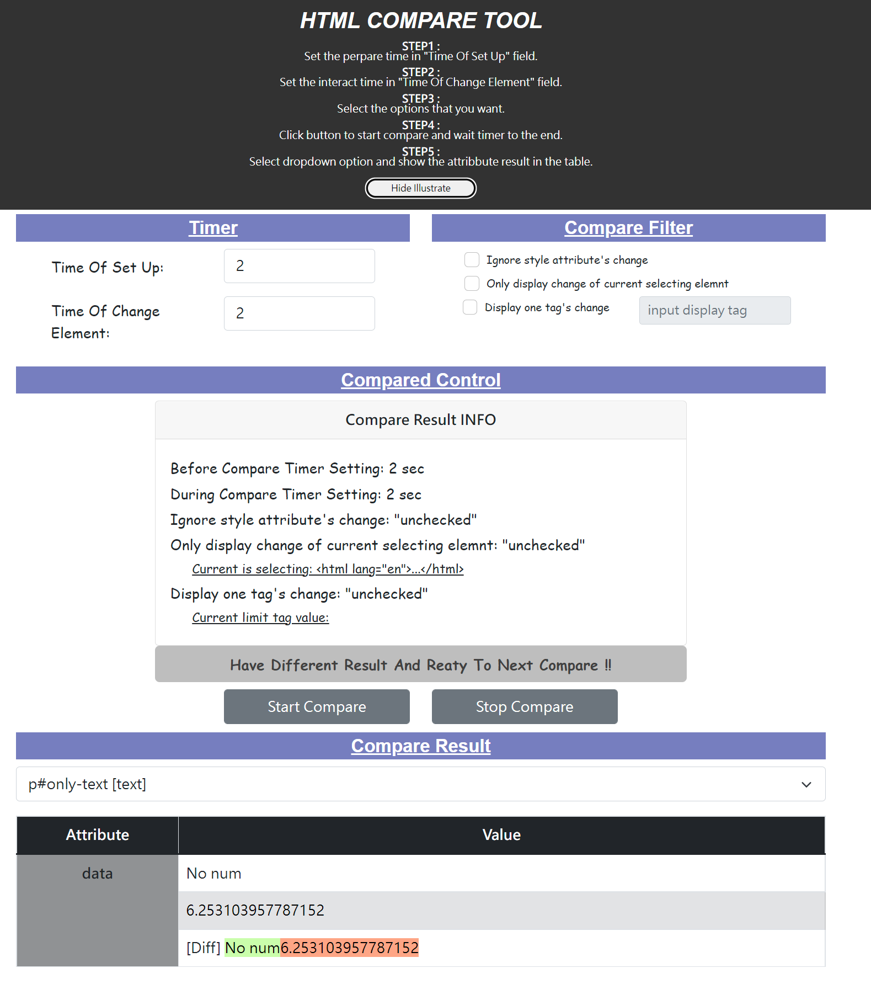 HTML COMPARE TOOL
STEP1 :
Set the perpare time in "Time Of Set Up" field.
STEP2 :
Set the interact time in "Time Of Change Element" field.
STEP3 :
Select the options that you want.
STEP4 :
Click button to start compare and wait timer to the end.
STEP5 :
Select dropdown option and show the attribbute result in the table.
Hide Illustrate
Timer
Time Of Set Up:
2
Time Of Change
Element:
2
Compare Filter
Ignore style attribute's change
Only display change of current selecting elemnt
Display one tag's change
input display tag
Compared Control
Compare Result INFO
Before Compare Timer Setting: 2 sec
During Compare Timer Setting: 2 sec
Ignore style attribute's change: "unchecked"
Only display change of current selecting elemnt: "unchecked"
Current is selecting: <html lang="en">...</html>
Display one tag's change: "unchecked"
Current limit tag value:
Have Different Result And Reaty To Next Compare !!
Start Compare
Stop Compare
Compare Result
p#only-text [text]
Attribute
Value
data
No num
6.253103957787152
[Diff] No num6.253103957787152